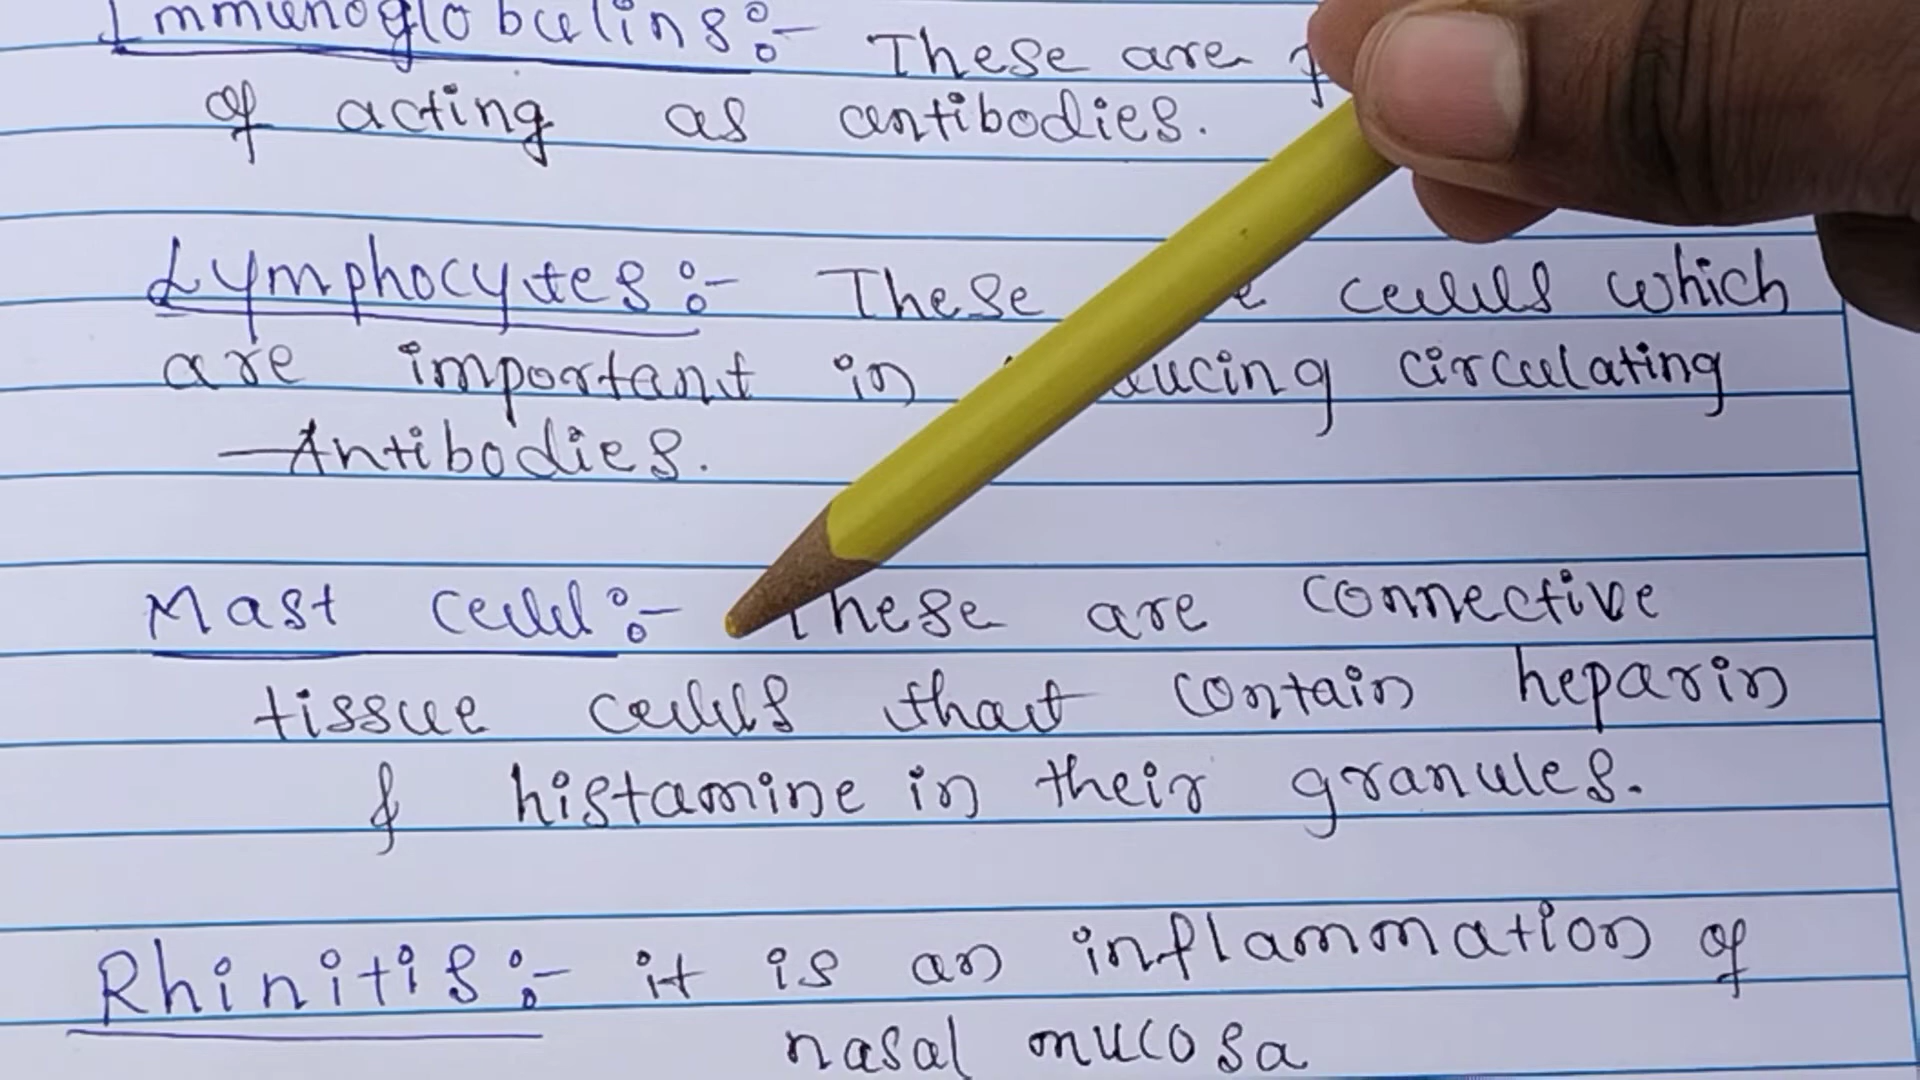 Immunoglobulins:- These are
of acting as antibodies.
Lymphocytes:- These cells which
are important in circulating
Antibodies.
Mast cell:- These are connective
tissue cells that contain heparin
& histamine in their granules.
Rhinitis:- it is an inflammation of
nasal mucosa